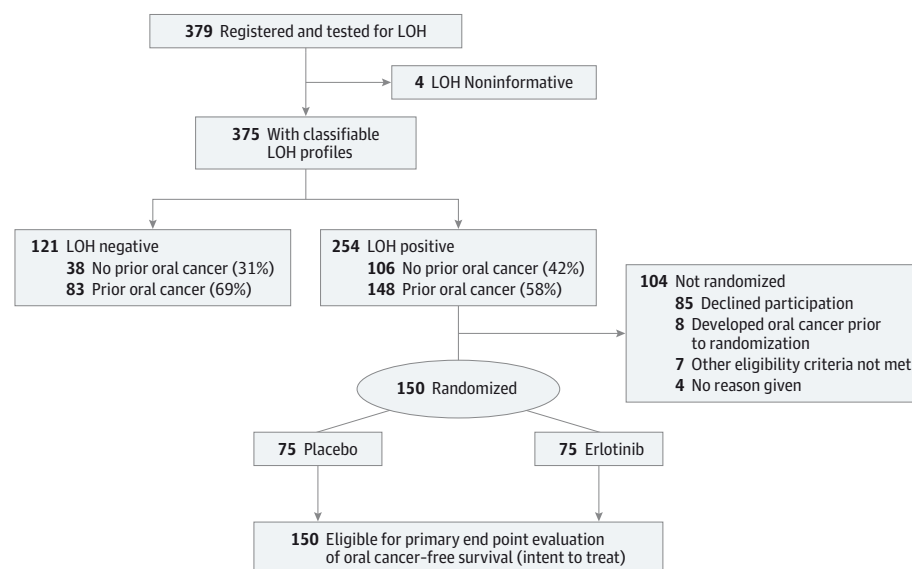 379 Registered and tested for LOH
4 LOH Noninformative
375 With classifiable
LOH profiles
121 LOH negative
38 No prior oral cancer (31%)
83 Prior oral cancer (69%)
254 LOH positive
106 No prior oral cancer (42%)
148 Prior oral cancer (58%)
104 Not randomized
85 Declined participation
8 Developed oral cancer prior
to randomization
7 Other eligibility criteria not met
4 No reason given
150 Randomized
75 Placebo
75 Erlotinib
150 Eligible for primary end point evaluation
of oral cancer-free survival (intent to treat)